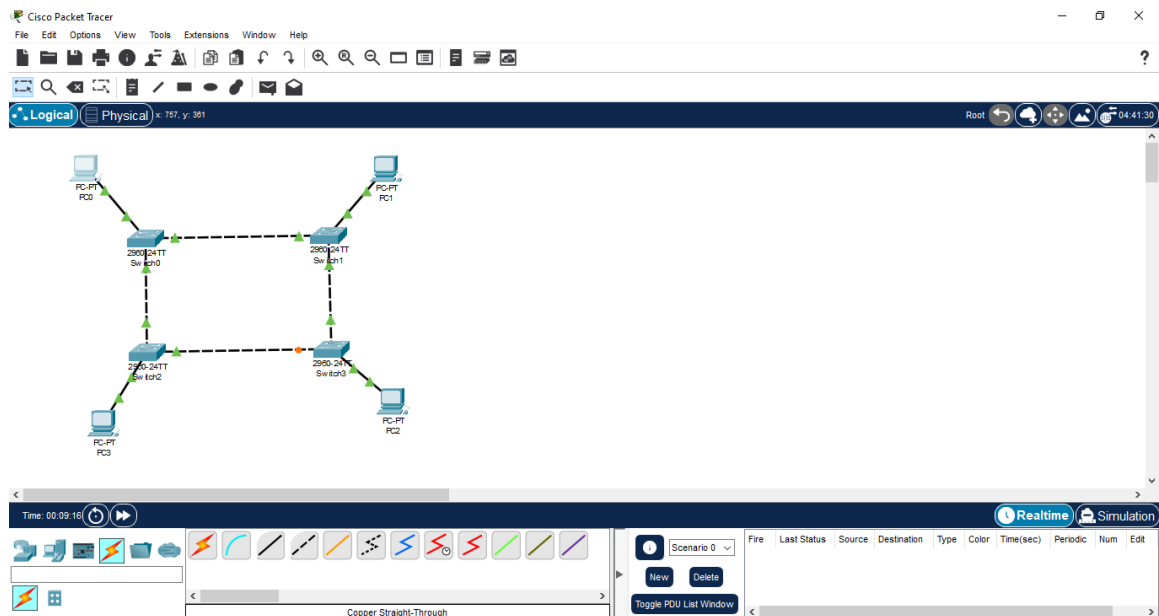 Cisco Packet Tracer
File Edit Options View Tools Extensions Window Help
?
Logical Physical x: 757, y: 361 Root 04:41:30
PC-PT
PC0
PC-PT
PC1
2960-24TT
Switch0
2960-24TT
Switch1
2960-24TT
Switch2
2960-24TT
Switch3
PC-PT
PC3
PC-PT
PC2
Time: 00:09:16 Realtime Simulation
Scenario 0
New Delete
Toggle PDU List Window
Fire Last Status Source Destination Type Color Time(sec) Periodic Num Edit
Copper Straight-Through